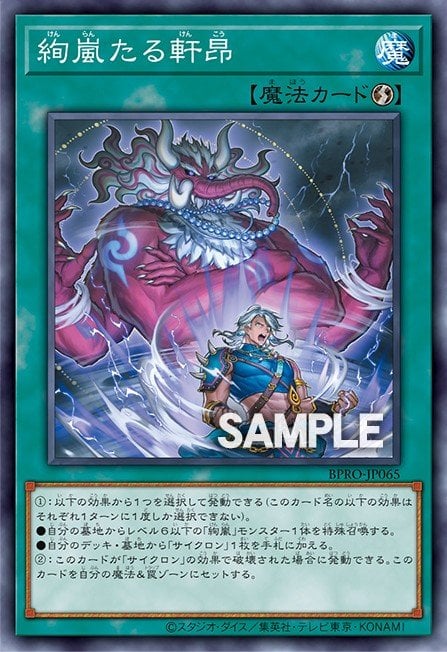 絢嵐たる軒昂
魔
【魔法カード】
SAMPLE
BPRO-JP065
①:以下の効果から1つを選択して発動できる(このカード名の以下の効果は
それぞれ1ターンに1度しか選択できない)。
●自分の墓地からレベル6以下の「絢嵐」モンスター1体を特殊召喚する。
●自分のデッキ・墓地から「サイクロン」1枚を手札に加える。
②:このカードが「サイクロン」の効果で破壊された場合に発動できる。この
カードを自分の魔法&罠ゾーンにセットする。
©スタジオ・ダイス/集英社・テレビ東京・KONAMI